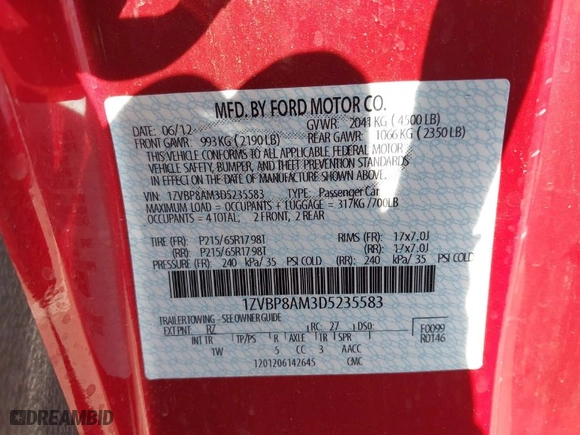 MFD. BY FORD MOTOR CO.
DATE: 06/12 GVWR: 2041 KG ( 4500 LB)
FRONT GAWR: 993 KG ( 2190 LB) REAR GAWR: 1066 KG ( 2350 LB)
THIS VEHICLE CONFORMS TO ALL APPLICABLE FEDERAL MOTOR
VEHICLE SAFETY, BUMPER, AND THEFT PREVENTION STANDARDS
IN EFFECT ON THE DATE OF MANUFACTURE SHOWN ABOVE.
VIN: 1ZVBP8AM3D5235583 TYPE: Passenger Car
MAXIMUM LOAD = OCCUPANTS + LUGGAGE = 317KG /700LB
OCCUPANTS = 4 TOTAL, 2 FRONT, 2 REAR
TIRE (FR): P215/65R17 98T RIMS (FR): 17x7.0J
(RR): P215/65R17 98T (RR): 17x7.0J
PRESSURE (FR): 240 kPa/ 35 PSI COLD (RR): 240 kPa/ 35 PSI COLD
1ZVBP8AM3D5235583
TRAILER TOWING - SEE OWNER GUIDE
EXT PNT: RZ RC: 27 DSO: F0099
INT TR TP/PS R AXLE TR SPR R0146
1W 5 CC 3 AACC
1201206142645 CMC
DREAMBID